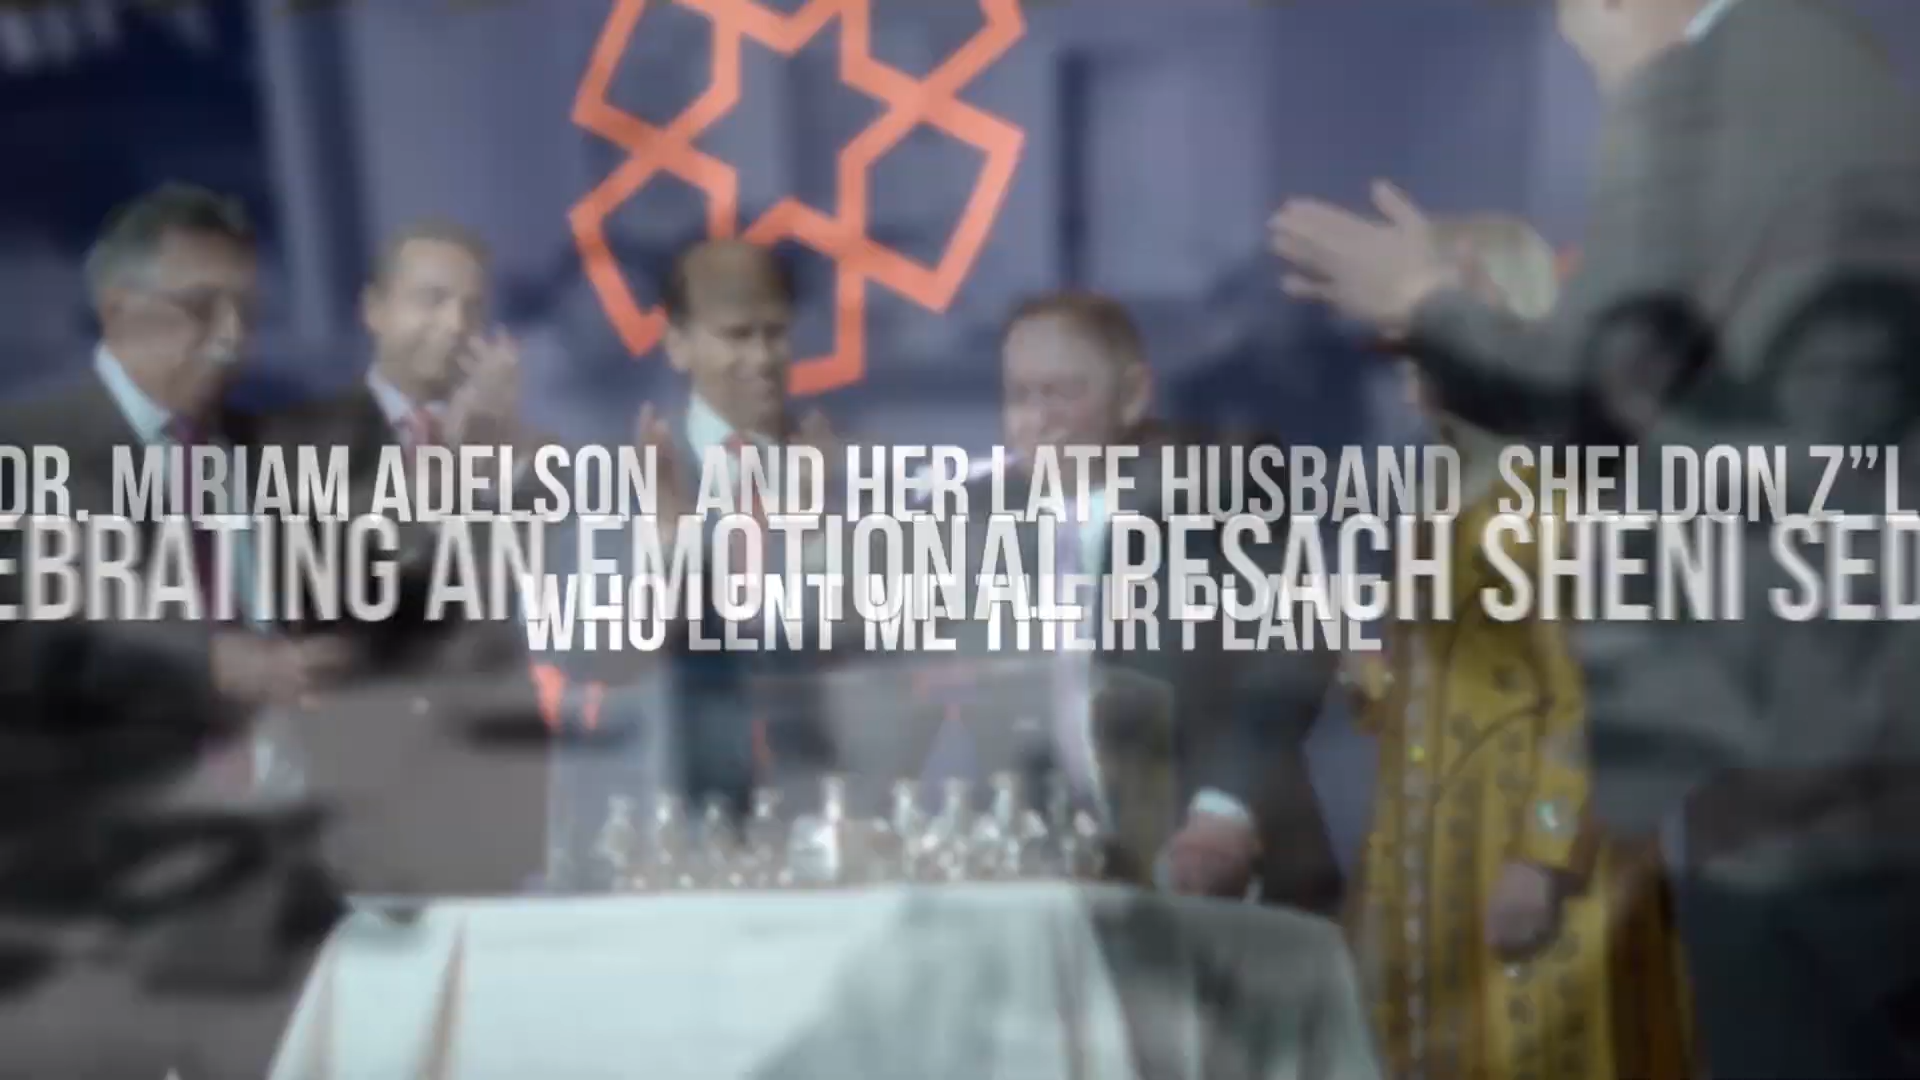 DR. MIRIAM ADELSON AND HER LATE HUSBAND SHELDON Z”L
EBRATING AN EMOTIONAL PESACH SHENI SED
WHO LENT ME THEIR PLANE